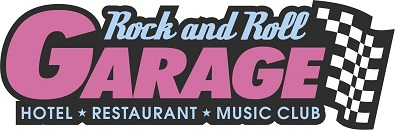 Rock and Roll
GARAGE
HOTEL ★ RESTAURANT ★ MUSIC CLUB